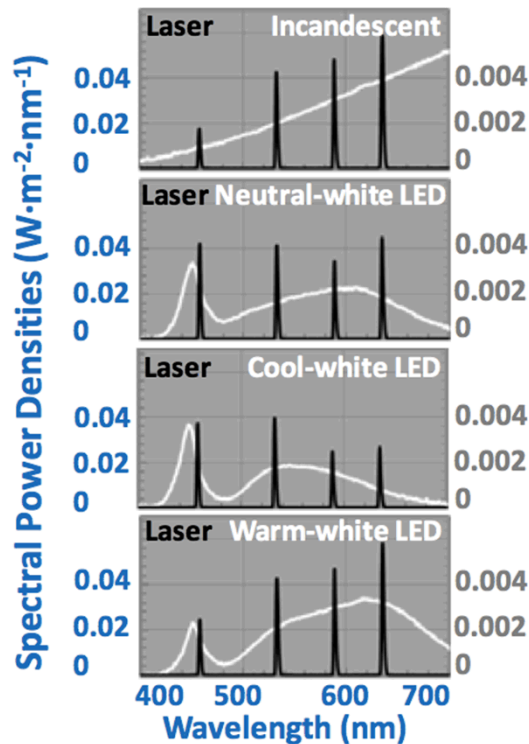 Spectral Power Densities (W·m⁻²·nm⁻¹)
Laser Incandescent
0.04 0.004
0.02 0.002
0 0
Laser Neutral-white LED
0.04 0.004
0.02 0.002
0 0
Laser Cool-white LED
0.04 0.004
0.02 0.002
0 0
Laser Warm-white LED
0.04 0.004
0.02 0.002
0 0
400 500 600 700
Wavelength (nm)